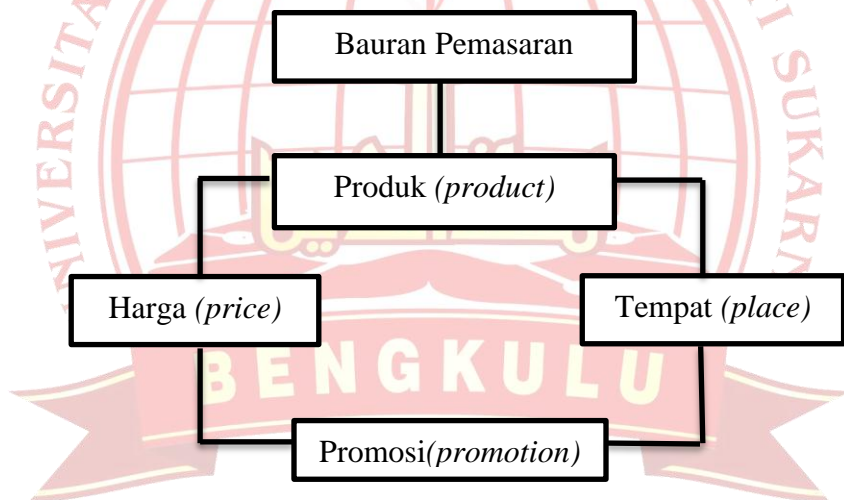 Bauran Pemasaran
Produk (product)
Harga (price)
Tempat (place)
BENGKULU
Promosi(promotion)